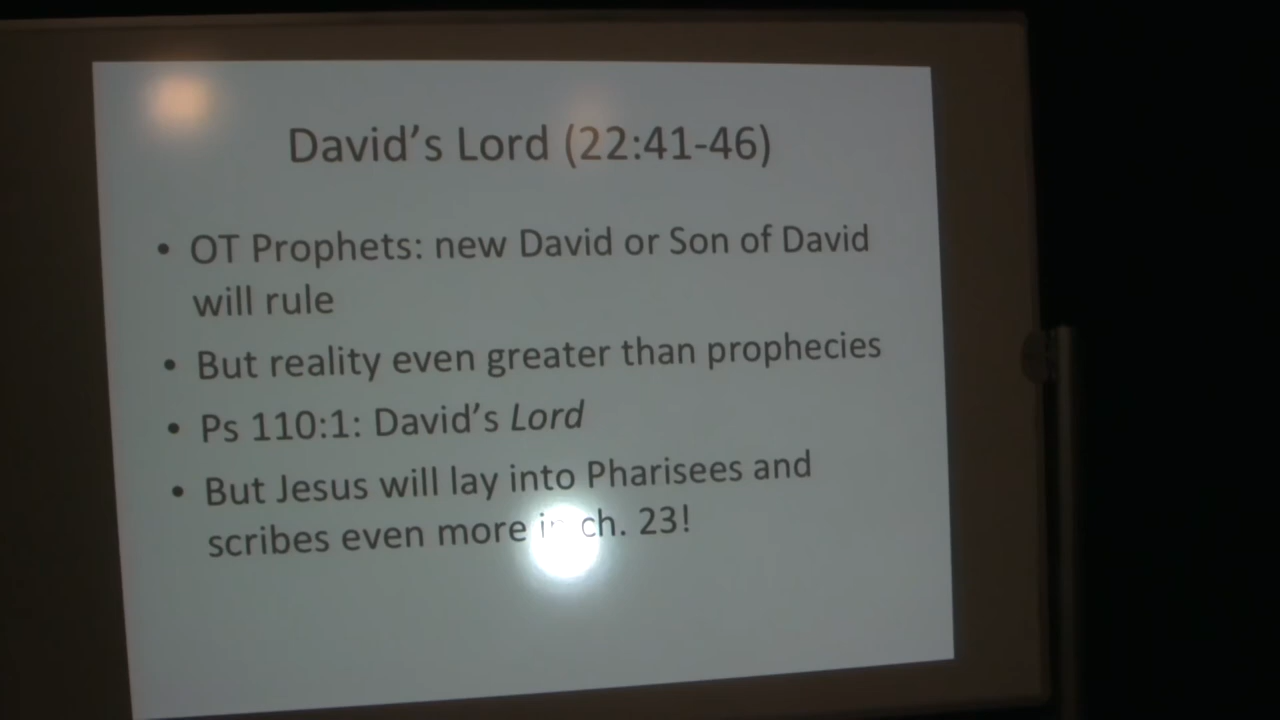 David's Lord (22:41-46)
• OT Prophets: new David or Son of David
will rule
• But reality even greater than prophecies
• Ps 110:1: David's Lord
• But Jesus will lay into Pharisees and
scribes even more in ch. 23!